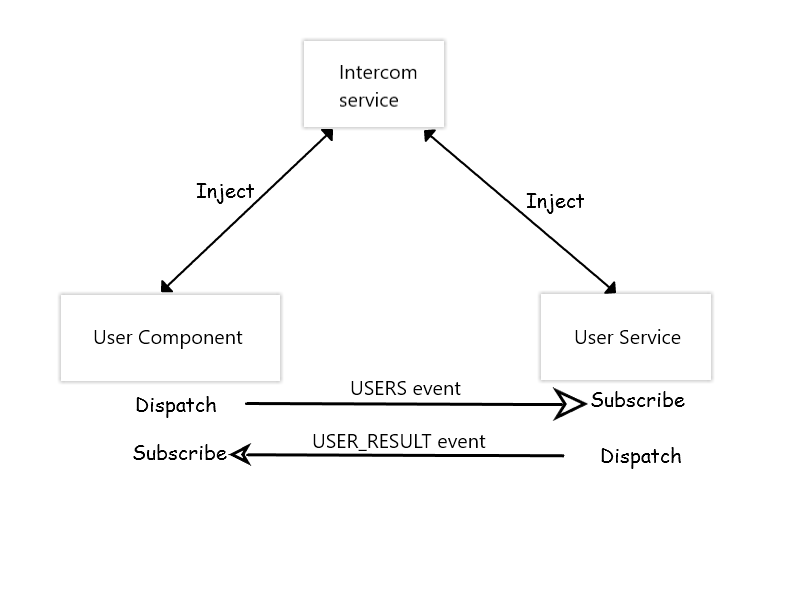 Intercom
service
Inject
Inject
User Component
User Service
USERS event
Dispatch
Subscribe
USER_RESULT event
Subscribe
Dispatch